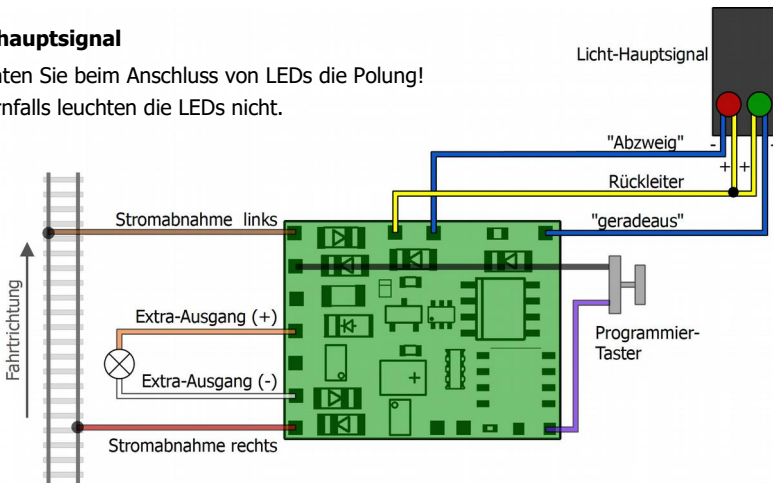 hauptsignal
ten Sie beim Anschluss von LEDs die Polung!
rnfalls leuchten die LEDs nicht.
Licht-Hauptsignal
"Abzweig"
-
-
+ +
Rückleiter
"geradeaus"
Stromabnahme links
Extra-Ausgang (+)
Extra-Ausgang (-)
Stromabnahme rechts
Fahrtrichtung
Programmier-
Taster
+